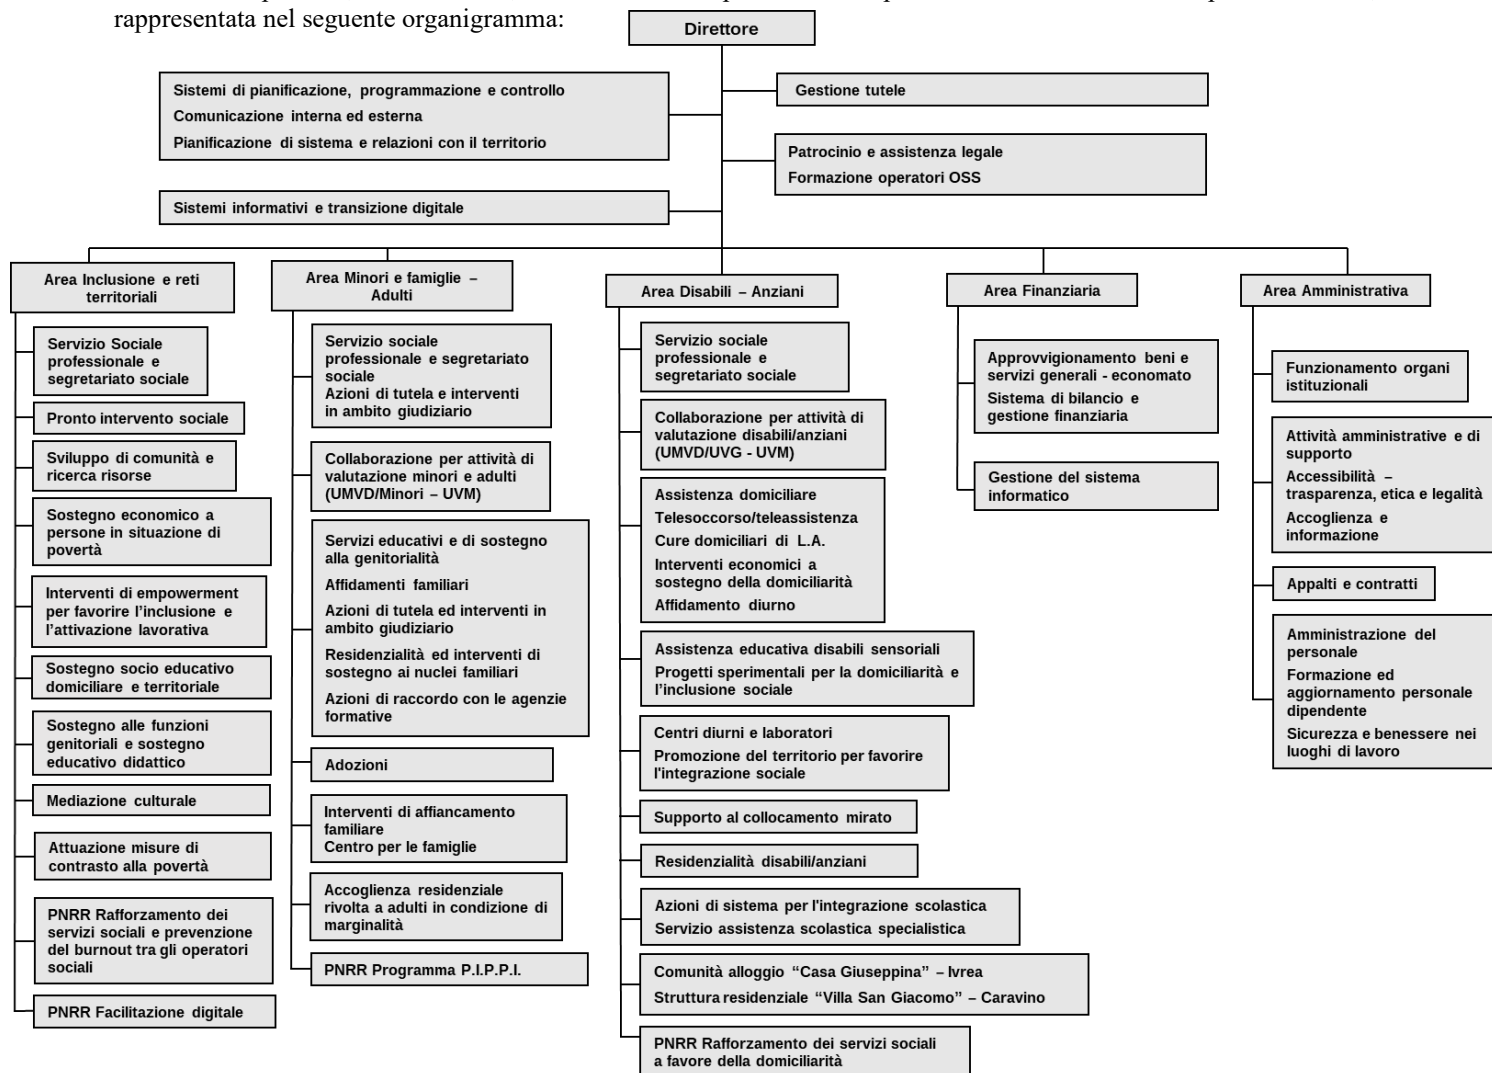 rappresentata nel seguente organigramma:
Direttore
Sistemi di pianificazione, programmazione e controllo
Comunicazione interna ed esterna
Pianificazione di sistema e relazioni con il territorio
Gestione tutele
Patrocinio e assistenza legale
Formazione operatori OSS
Sistemi informativi e transizione digitale
Area Inclusione e reti
territoriali
Servizio Sociale
professionale e
segretariato sociale
Pronto intervento sociale
Sviluppo di comunità e
ricerca risorse
Sostegno economico a
persone in situazione di
povertà
Interventi di empowerment
per favorire l’inclusione e
l’attivazione lavorativa
Sostegno socio educativo
domiciliare e territoriale
Sostegno alle funzioni
genitoriali e sostegno
educativo didattico
Mediazione culturale
Attuazione misure di
contrasto alla povertà
PNRR Rafforzamento dei
servizi sociali e prevenzione
del burnout tra gli operatori
sociali
PNRR Facilitazione digitale
Area Minori e famiglie –
Adulti
Servizio sociale
professionale e segretariato
sociale
Azioni di tutela e interventi
in ambito giudiziario
Collaborazione per attività di
valutazione minori e adulti
(UMVD/Minori – UVM)
Servizi educativi e di sostegno
alla genitorialità
Affidamenti familiari
Azioni di tutela ed interventi in
ambito giudiziario
Residenzialità ed interventi di
sostegno ai nuclei familiari
Azioni di raccordo con le agenzie
formative
Adozioni
Interventi di affiancamento
familiare
Centro per le famiglie
Accoglienza residenziale
rivolta a adulti in condizione di
marginalità
PNRR Programma P.I.P.P.I.
Area Disabili – Anziani
Servizio sociale
professionale e
segretariato sociale
Collaborazione per attività di
valutazione disabili/anziani
(UMVD/UVG - UVM)
Assistenza domiciliare
Telesoccorso/teleassistenza
Cure domiciliari di L.A.
Interventi economici a
sostegno della domiciliarità
Affidamento diurno
Assistenza educativa disabili sensoriali
Progetti sperimentali per la domiciliarità e
l’inclusione sociale
Centri diurni e laboratori
Promozione del territorio per favorire
l'integrazione sociale
Supporto al collocamento mirato
Residenzialità disabili/anziani
Azioni di sistema per l'integrazione scolastica
Servizio assistenza scolastica specialistica
Comunità alloggio “Casa Giuseppina” – Ivrea
Struttura residenziale “Villa San Giacomo” – Caravino
PNRR Rafforzamento dei servizi sociali
a favore della domiciliarità
Area Finanziaria
Approvvigionamento beni e
servizi generali - economato
Sistema di bilancio e
gestione finanziaria
Gestione del sistema
informatico
Area Amministrativa
Funzionamento organi
istituzionali
Attività amministrative e di
supporto
Accessibilità –
trasparenza, etica e legalità
Accoglienza e
informazione
Appalti e contratti
Amministrazione del
personale
Formazione ed
aggiornamento personale
dipendente
Sicurezza e benessere nei
luoghi di lavoro